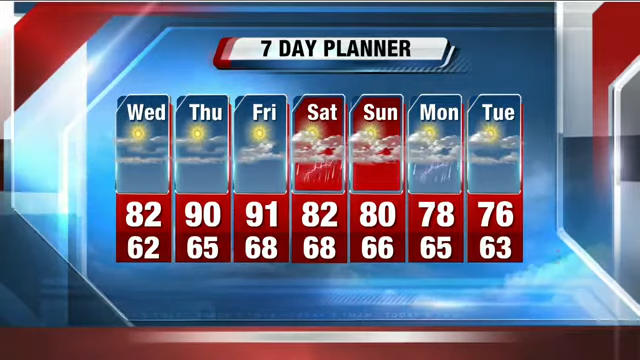 7 DAY PLANNER
Wed Thu Fri Sat Sun Mon Tue
82 90 91 82 80 78 76
62 65 68 68 66 65 63